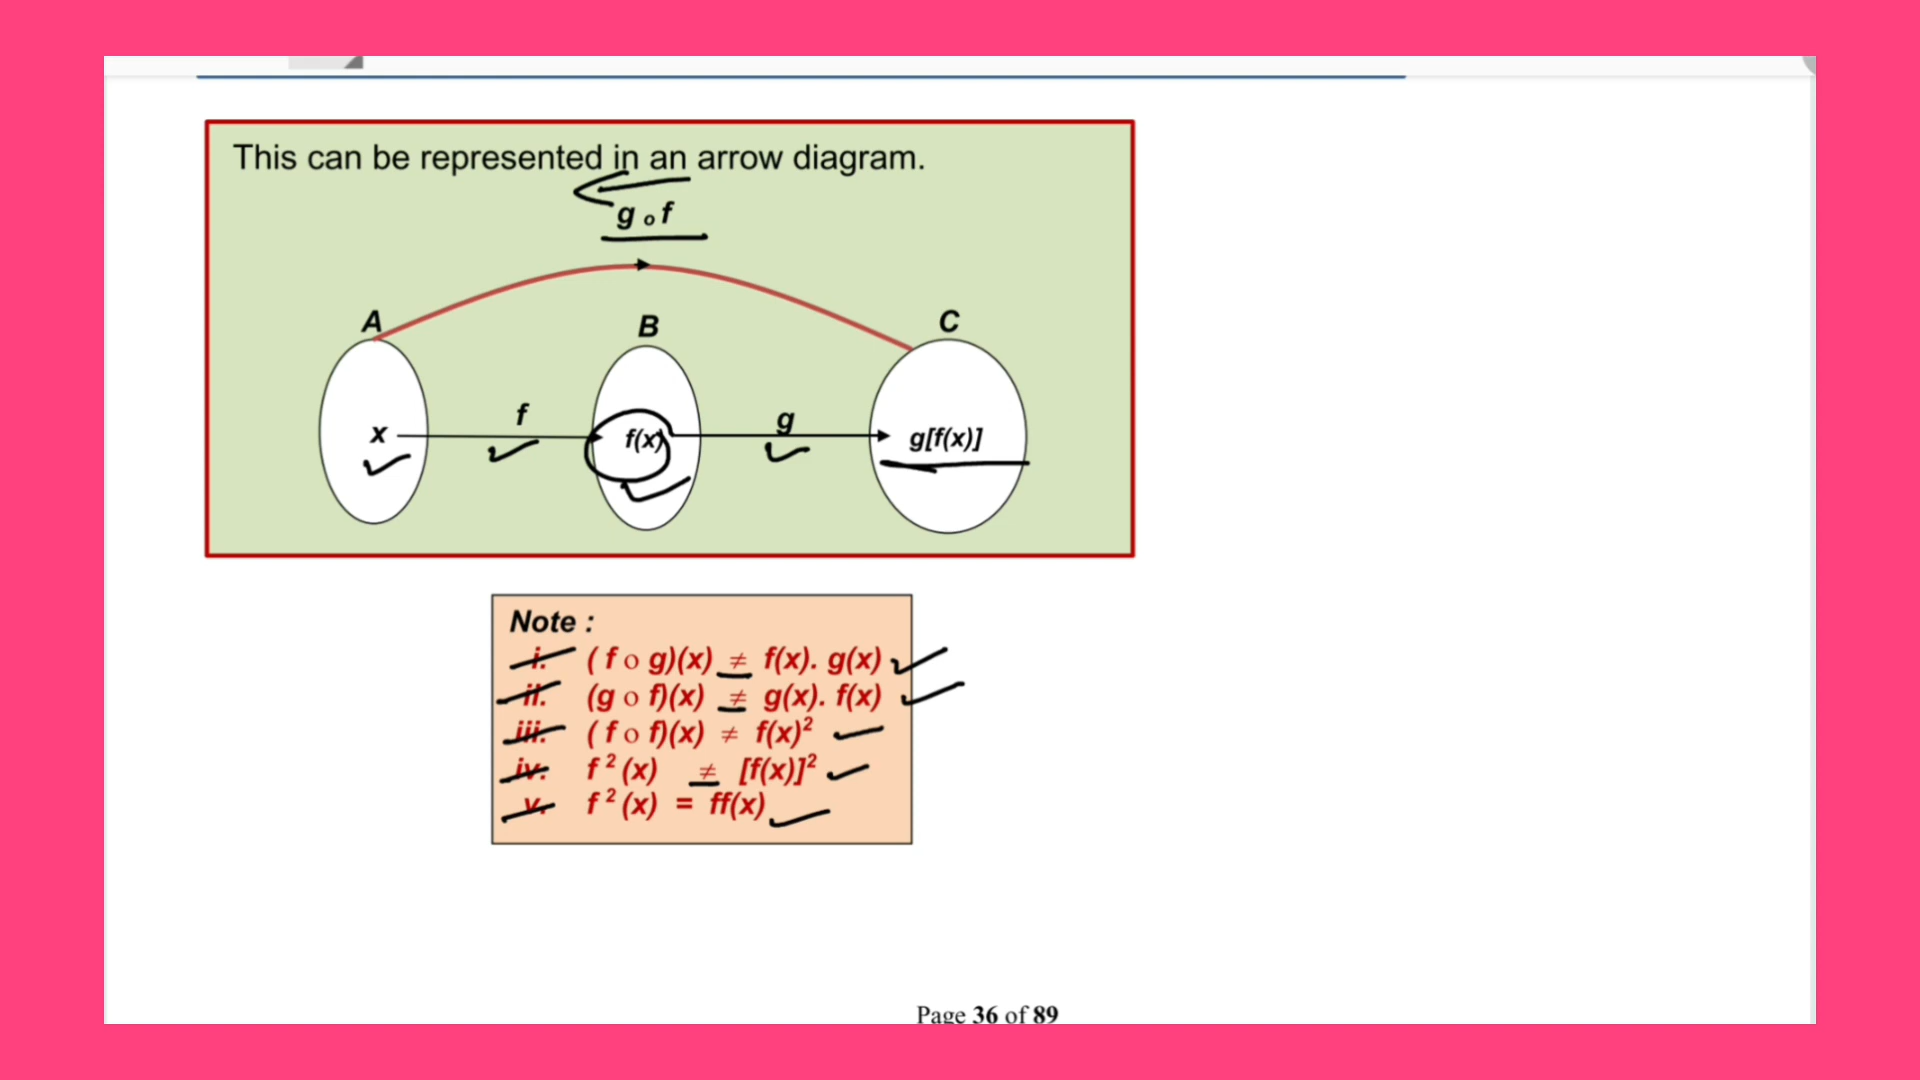 This can be represented in an arrow diagram.
g o f
A B C
f g
x f(x) g[f(x)]
Note :
i. ( f o g)(x) ≠ f(x). g(x)
ii. (g o f)(x) ≠ g(x). f(x)
iii. ( f o f)(x) ≠ f(x)²
iv. f ² (x) ≠ [f(x)]²
v. f ² (x) = ff(x)
Page 36 of 89